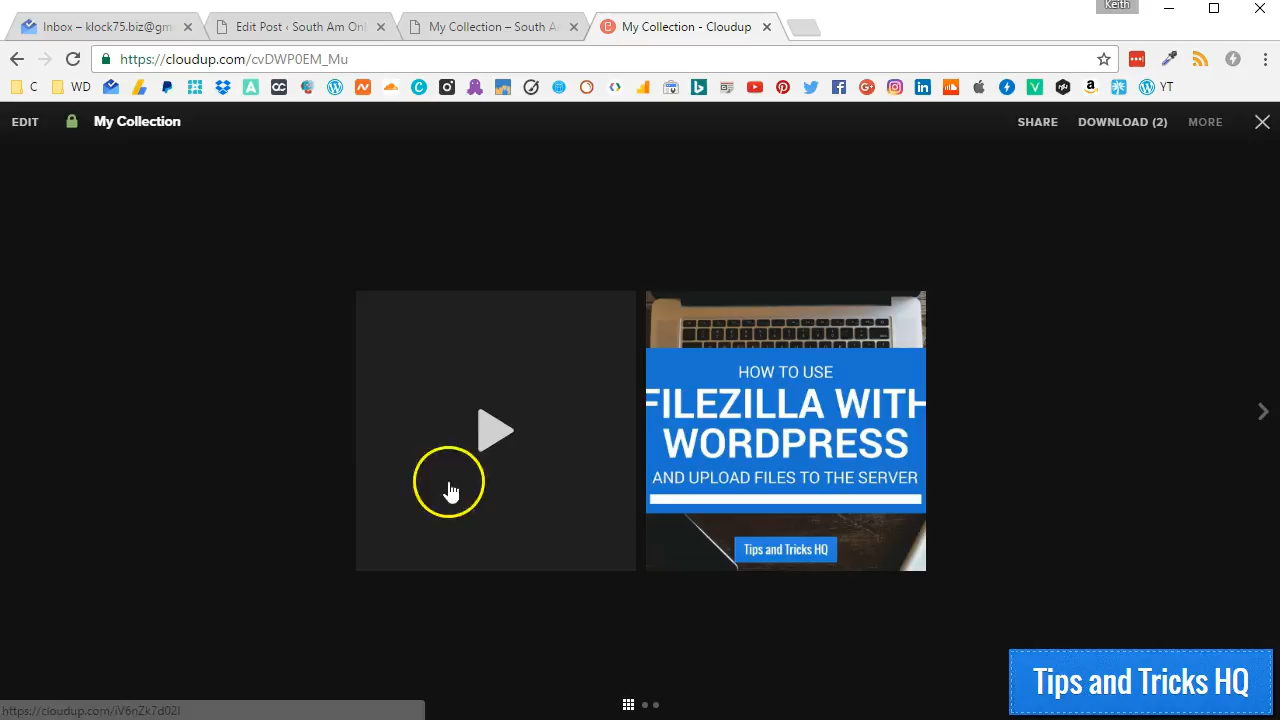 Keith
Inbox – klock75.biz@gm
Edit Post ‹ South Am Onl
My Collection – South A
My Collection - Cloudup
https://cloudup.com/cvDWP0EM_Mu
C
WD
YT
EDIT
My Collection
SHARE
DOWNLOAD (2)
MORE
HOW TO USE
FILEZILLA WITH
WORDPRESS
AND UPLOAD FILES TO THE SERVER
Tips and Tricks HQ
Tips and Tricks HQ
https://cloudup.com/iV6nZk7d02I